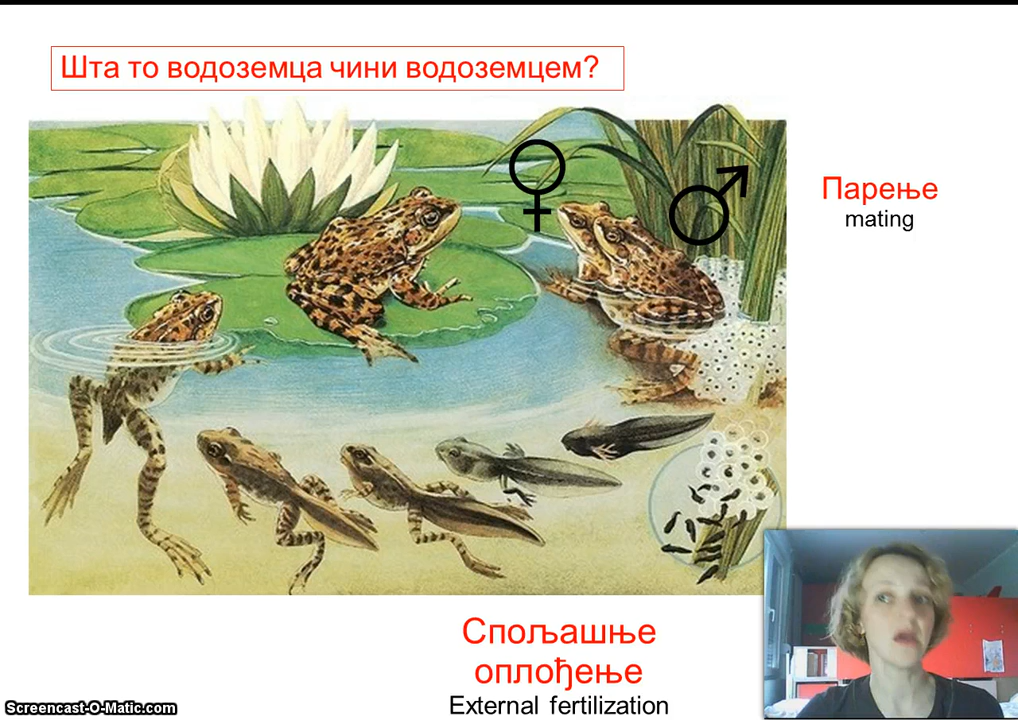 Шта то водоземца чини водоземцем?
Парење
mating
Спољашње
оплођење
External fertilization
Screencast-O-Matic.com